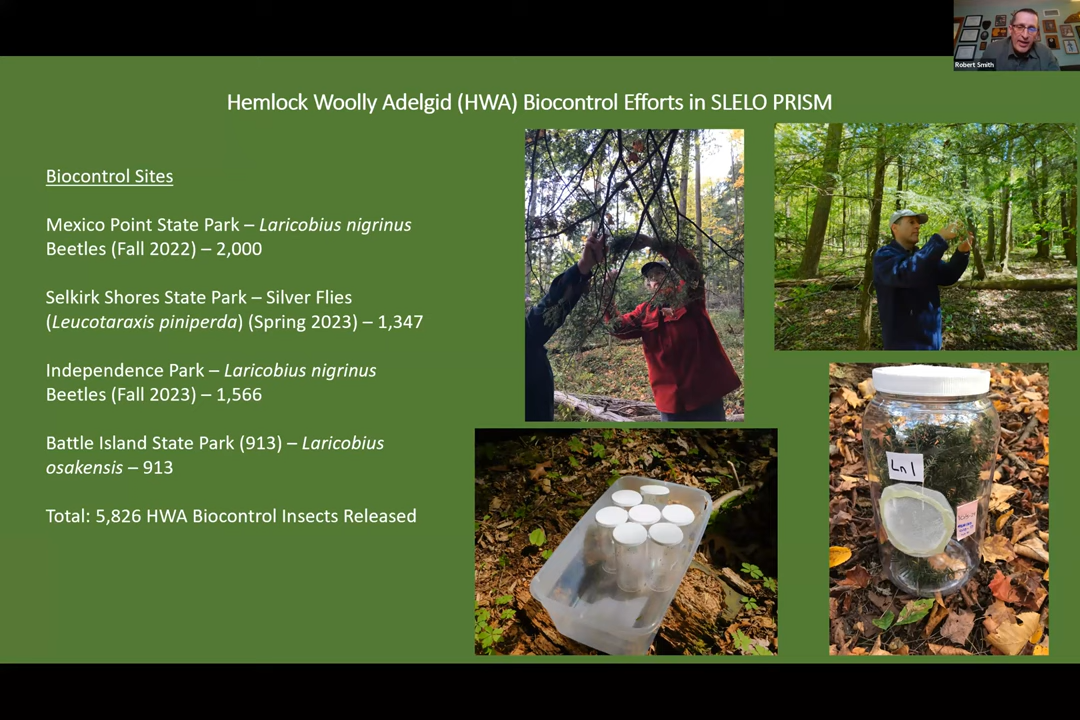 Robert Smith
Hemlock Woolly Adelgid (HWA) Biocontrol Efforts in SLELO PRISM
Biocontrol Sites
Mexico Point State Park – Laricobius nigrinus
Beetles (Fall 2022) – 2,000
Selkirk Shores State Park – Silver Flies
(Leucotaraxis piniperda) (Spring 2023) – 1,347
Independence Park – Laricobius nigrinus
Beetles (Fall 2023) – 1,566
Battle Island State Park (913) – Laricobius
osakensis – 913
Total: 5,826 HWA Biocontrol Insects Released
Ln1